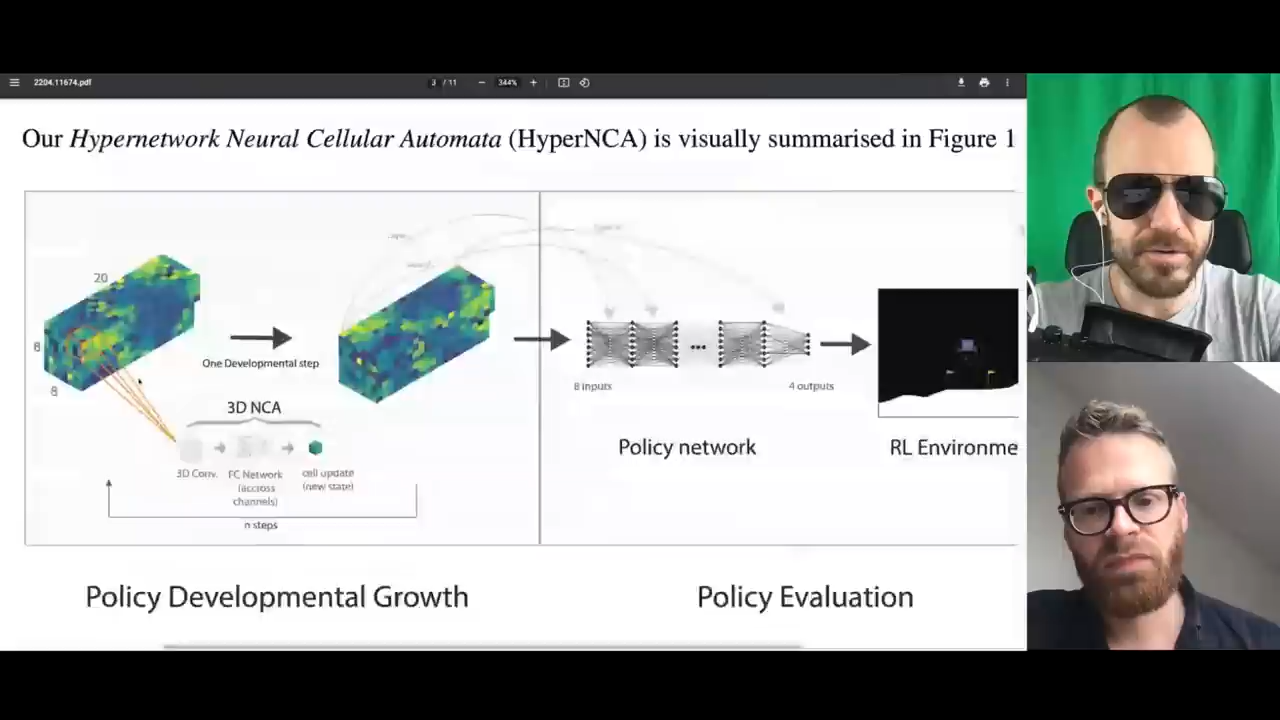 2204.11674.pdf
3 / 11
344%
Our Hypernetwork Neural Cellular Automata (HyperNCA) is visually summarised in Figure 1
20
8
8
One Developmental step
3D NCA
3D Conv.
FC Network
(accross
channels)
cell update
(new state)
n steps
8 inputs
4 outputs
Policy network
RL Environme
Policy Developmental Growth
Policy Evaluation